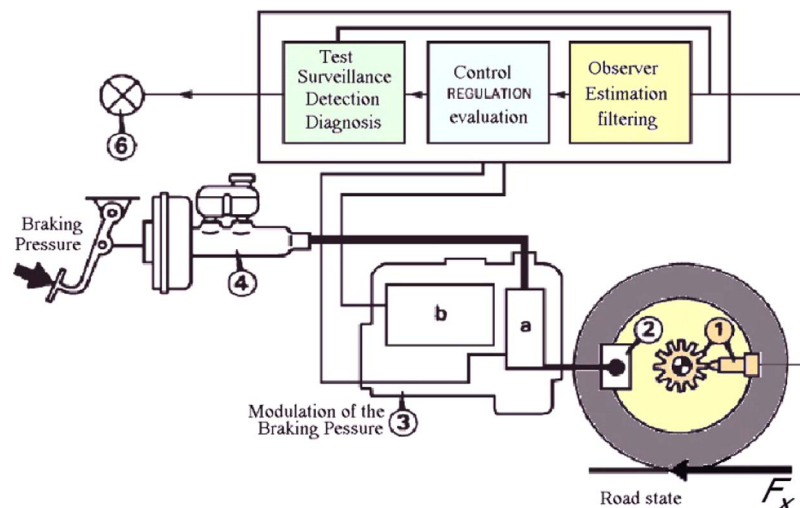 Test
Surveillance
Detection
Diagnosis
Control
REGULATION
evaluation
Observer
Estimation
filtering
6
Braking
Pressure
4
b
a
2
1
Modulation of the
Braking Pessure
3
Road state
Fx